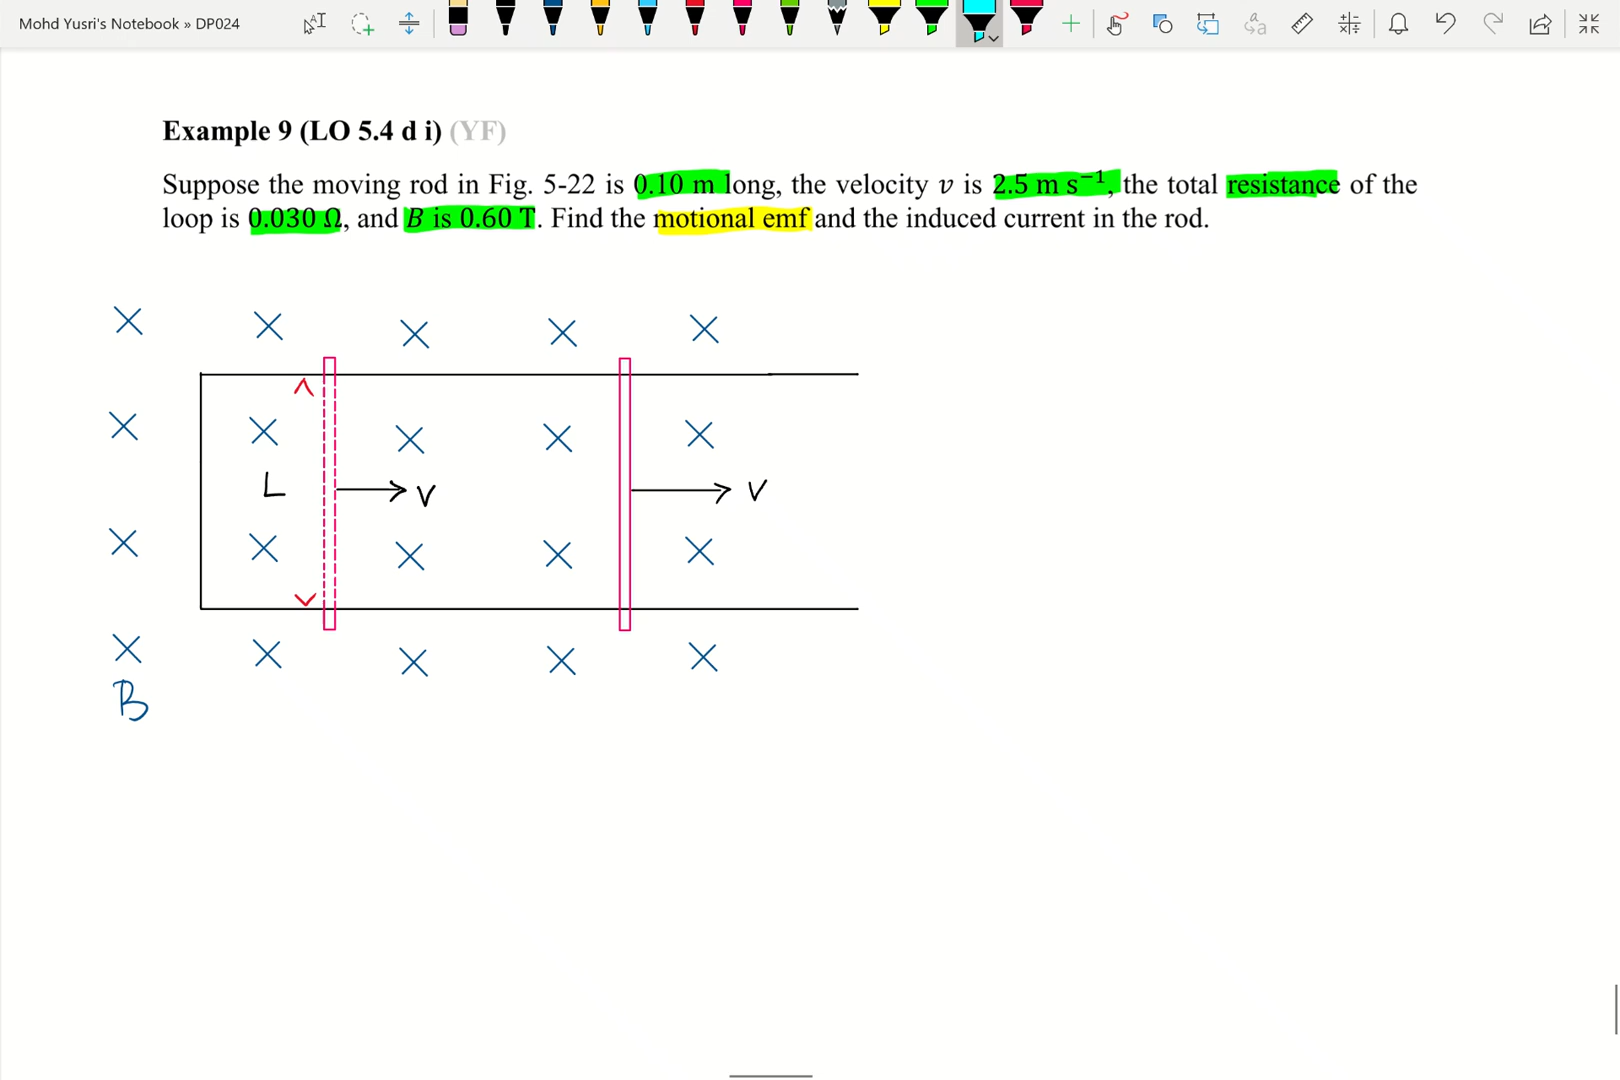 Mohd Yusri's Notebook » DP024
Example 9 (LO 5.4 d i) (YF)
Suppose the moving rod in Fig. 5-22 is 0.10 m long, the velocity v is 2.5 m s⁻¹, the total resistance of the
loop is 0.030 Ω, and B is 0.60 T. Find the motional emf and the induced current in the rod.
L
V
V
B